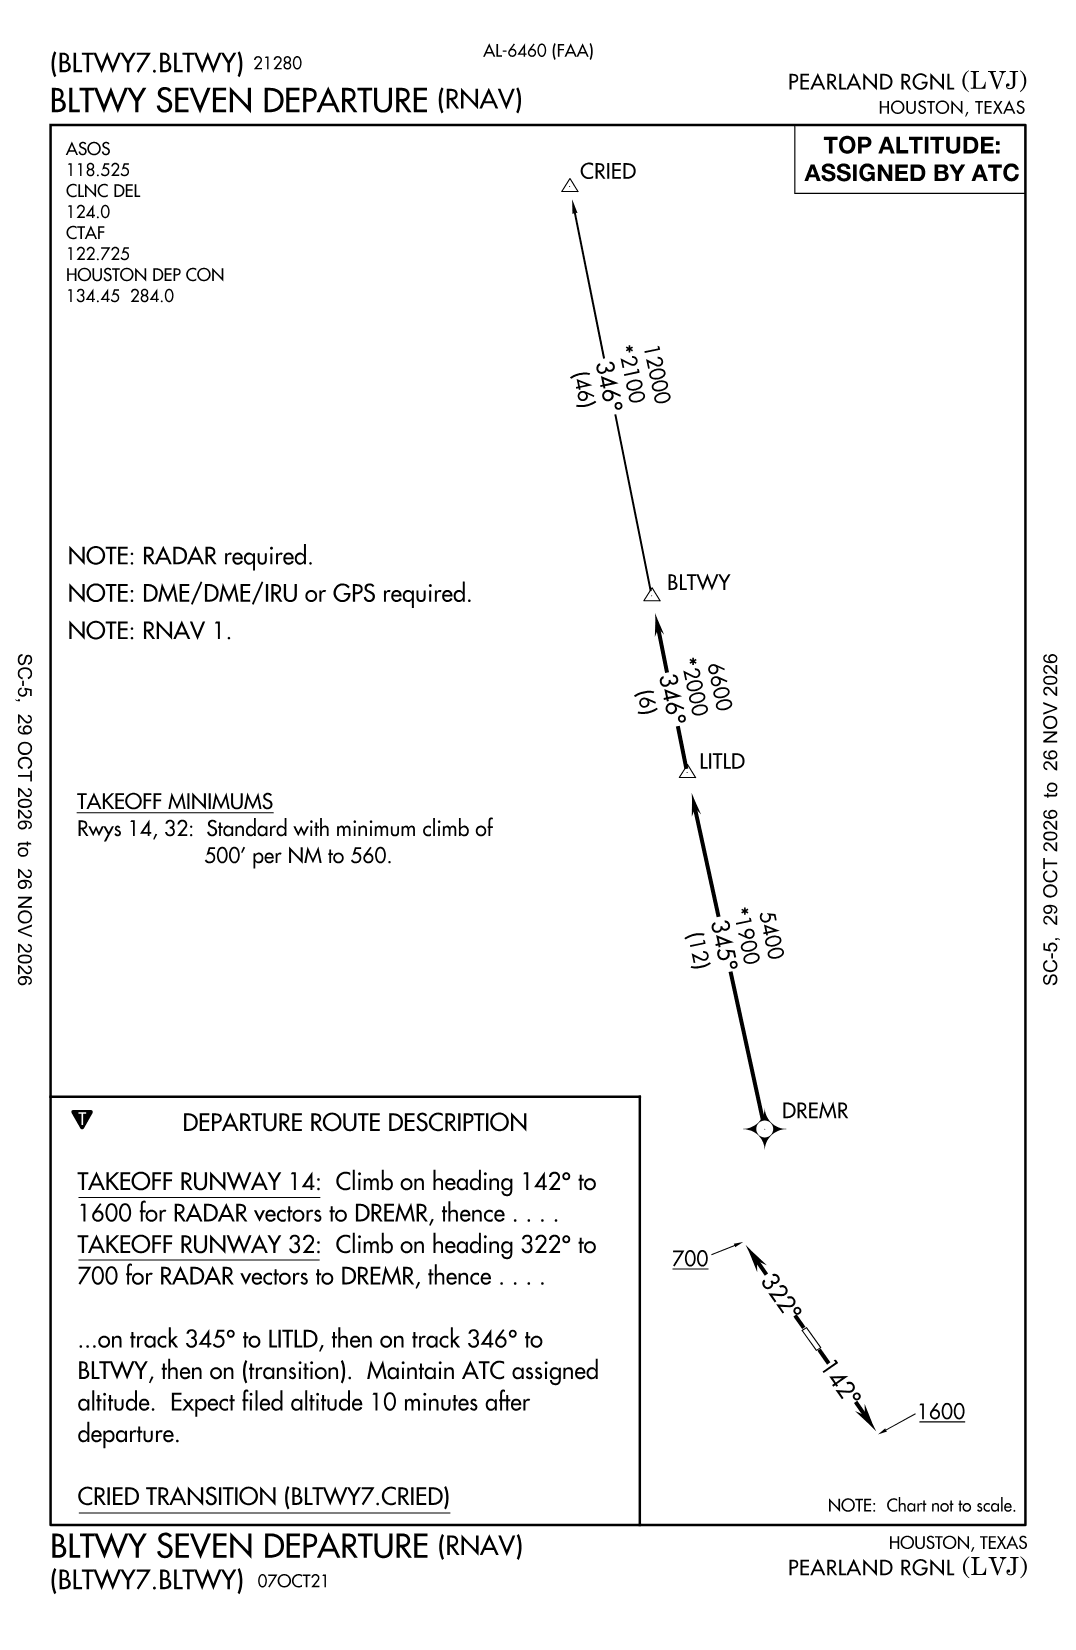 (BLTWY7.BLTWY) 21280
AL-6460 (FAA)
BLTWY SEVEN DEPARTURE (RNAV)
PEARLAND RGNL (LVJ)
HOUSTON, TEXAS
TOP ALTITUDE:
ASSIGNED BY ATC
ASOS
118.525
CLNC DEL
124.0
CTAF
122.725
HOUSTON DEP CON
134.45 284.0
CRIED
12000
*2100
346°
(46)
NOTE: RADAR required.
NOTE: DME/DME/IRU or GPS required.
NOTE: RNAV 1.
BLTWY
6600
*2000
346°
(6)
LITLD
TAKEOFF MINIMUMS
Rwys 14, 32: Standard with minimum climb of
500' per NM to 560.
5400
*1900
345°
(12)
DREMR
SC-5, 29 OCT 2026 to 26 NOV 2026
SC-5, 29 OCT 2026 to 26 NOV 2026
T
DEPARTURE ROUTE DESCRIPTION
TAKEOFF RUNWAY 14: Climb on heading 142° to
1600 for RADAR vectors to DREMR, thence . . . .
TAKEOFF RUNWAY 32: Climb on heading 322° to
700 for RADAR vectors to DREMR, thence . . . .
...on track 345° to LITLD, then on track 346° to
BLTWY, then on (transition). Maintain ATC assigned
altitude. Expect filed altitude 10 minutes after
departure.
CRIED TRANSITION (BLTWY7.CRIED)
700
322°
142°
1600
NOTE: Chart not to scale.
BLTWY SEVEN DEPARTURE (RNAV)
(BLTWY7.BLTWY) 07OCT21
HOUSTON, TEXAS
PEARLAND RGNL (LVJ)